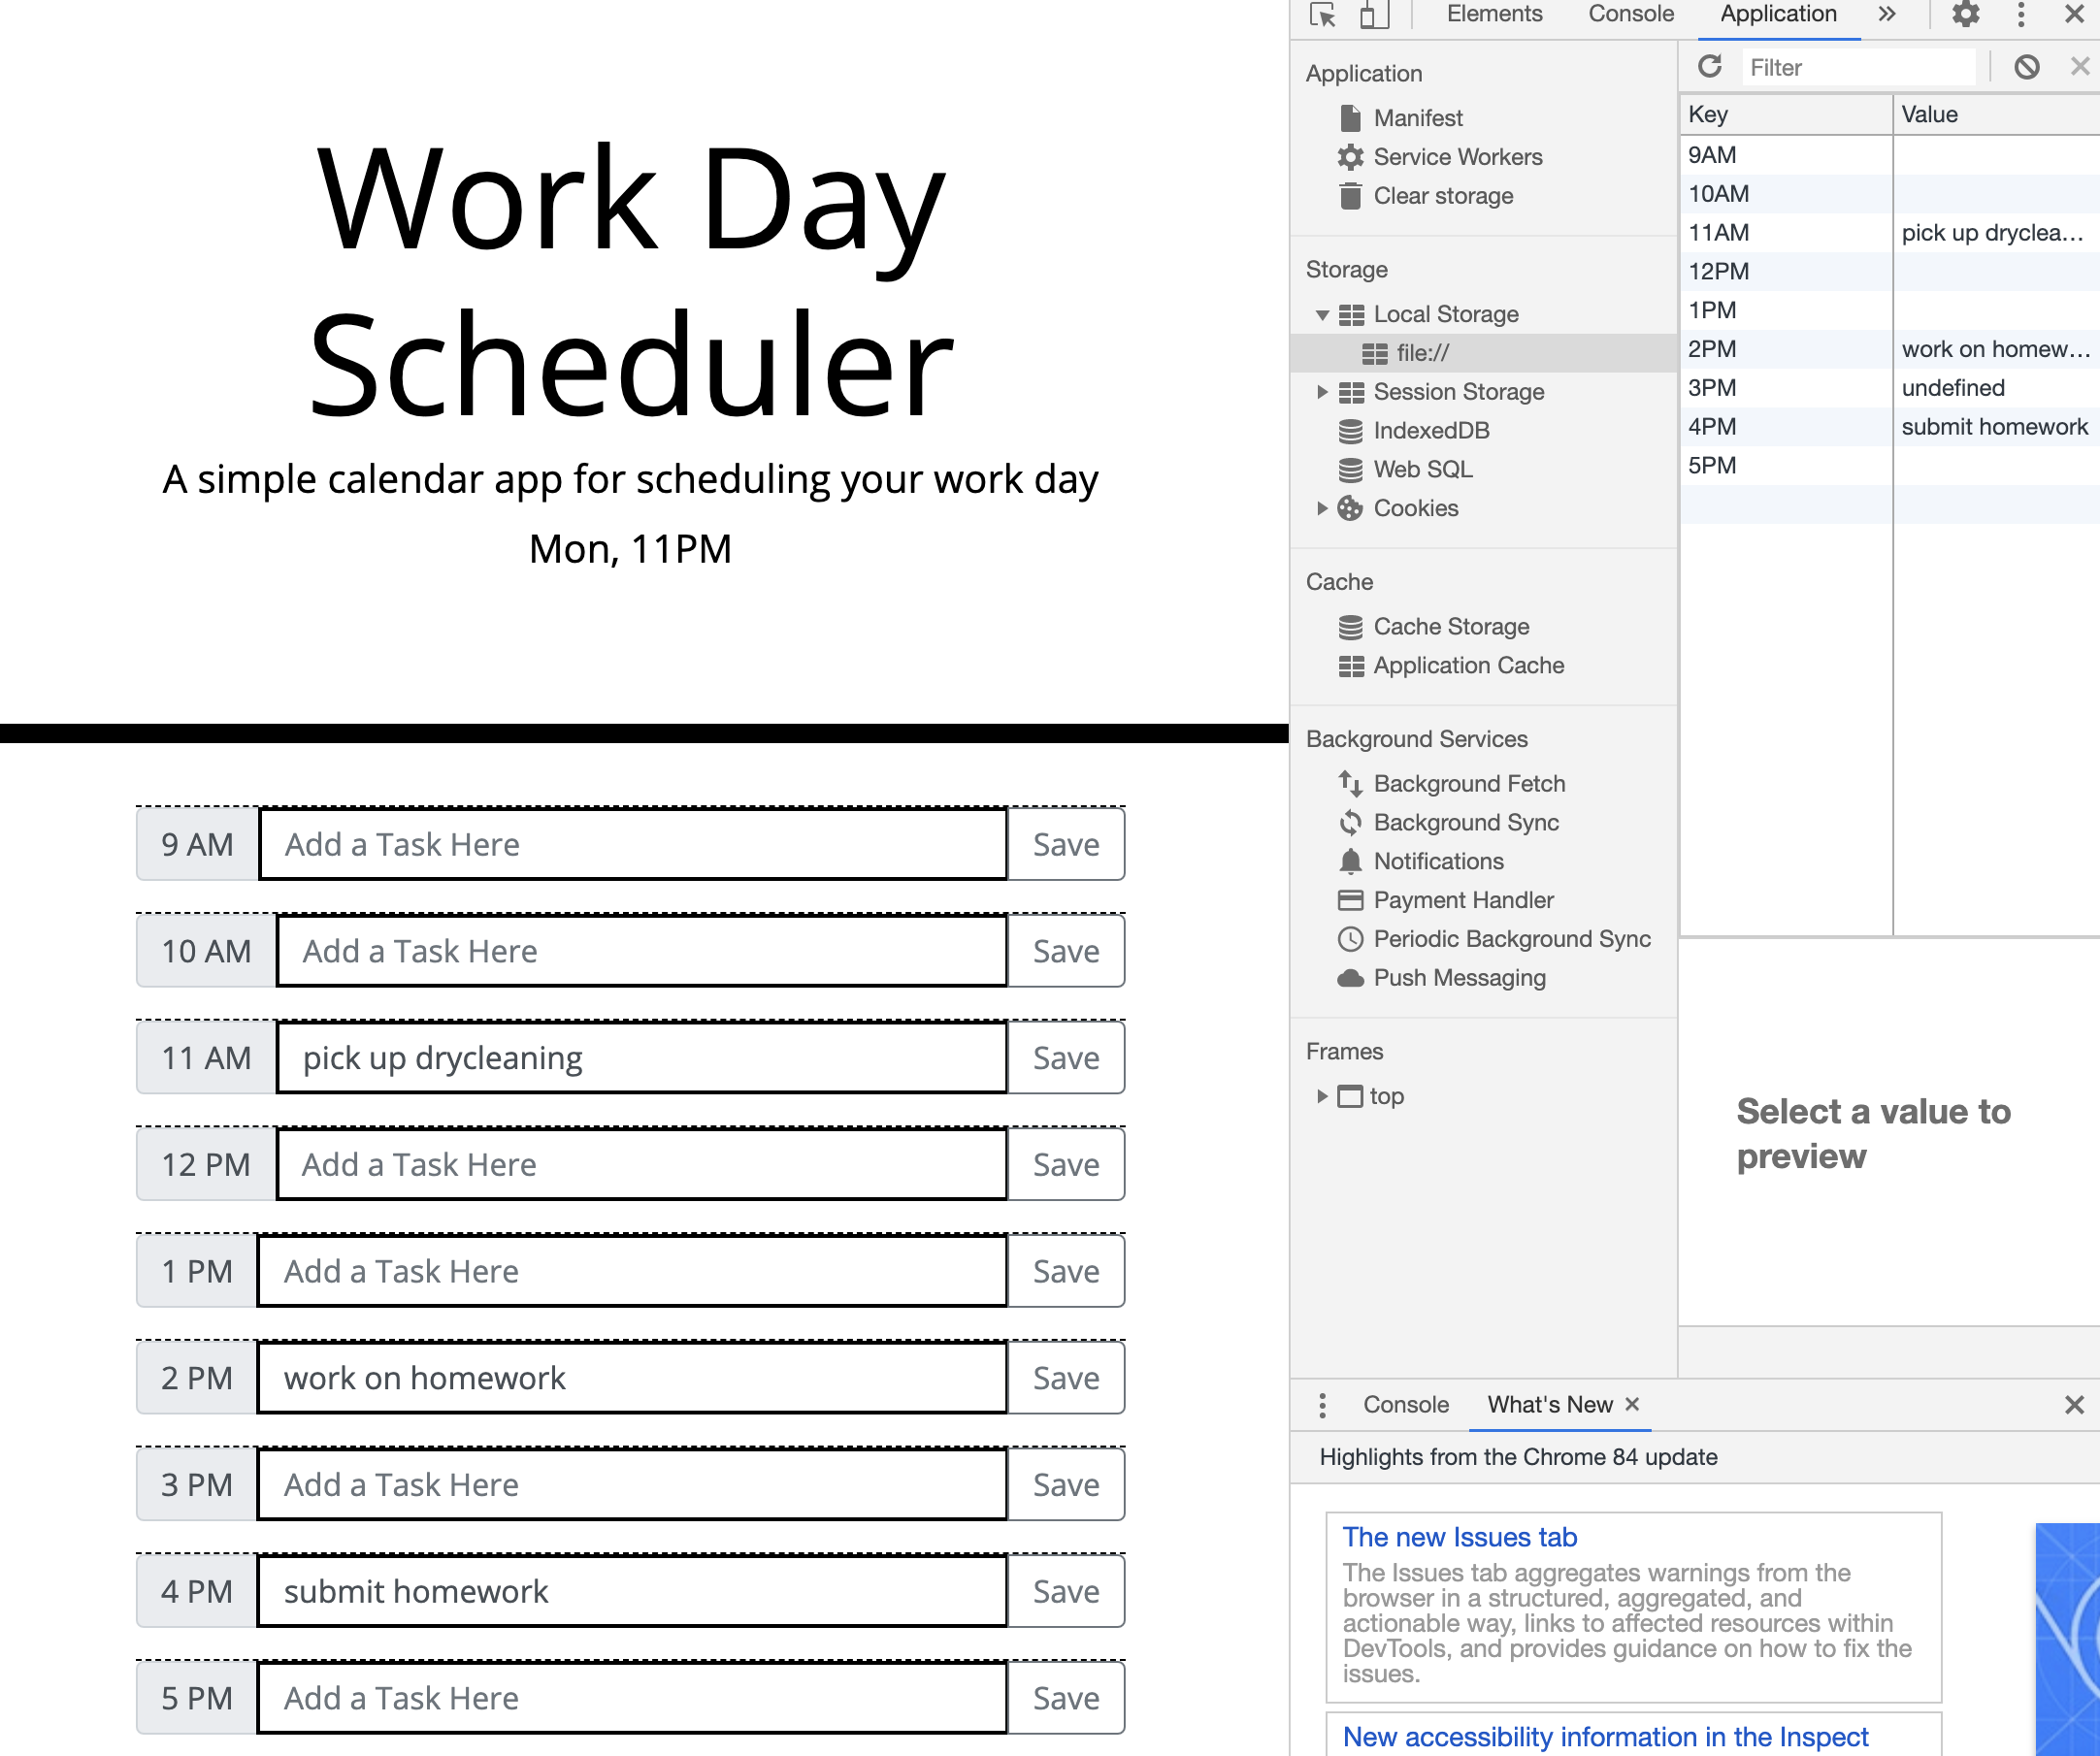 Work Day
Scheduler
A simple calendar app for scheduling your work day
Mon, 11PM
9 AM Add a Task Here Save
10 AM Add a Task Here Save
11 AM pick up drycleaning Save
12 PM Add a Task Here Save
1 PM Add a Task Here Save
2 PM work on homework Save
3 PM Add a Task Here Save
4 PM submit homework Save
5 PM Add a Task Here Save
Elements Console Application »
Application
Manifest
Service Workers
Clear storage
Storage
Local Storage
file://
Session Storage
IndexedDB
Web SQL
Cookies
Cache
Cache Storage
Application Cache
Background Services
Background Fetch
Background Sync
Notifications
Payment Handler
Periodic Background Sync
Push Messaging
Frames
top
Filter
Key Value
9AM
10AM
11AM pick up dryclea…
12PM
1PM
2PM work on homew…
3PM undefined
4PM submit homework
5PM
Select a value to
preview
Console What's New
Highlights from the Chrome 84 update
The new Issues tab
The Issues tab aggregates warnings from the
browser in a structured, aggregated, and
actionable way, links to affected resources within
DevTools, and provides guidance on how to fix the
issues.
New accessibility information in the Inspect